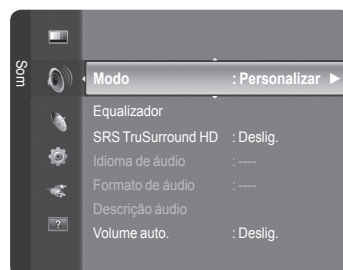 Som
Modo : Personalizar ►
Equalizador
SRS TruSurround HD : Deslig.
Idioma de áudio : ----
Formato de áudio : ----
Descrição áudio
Volume auto. : Deslig.
?